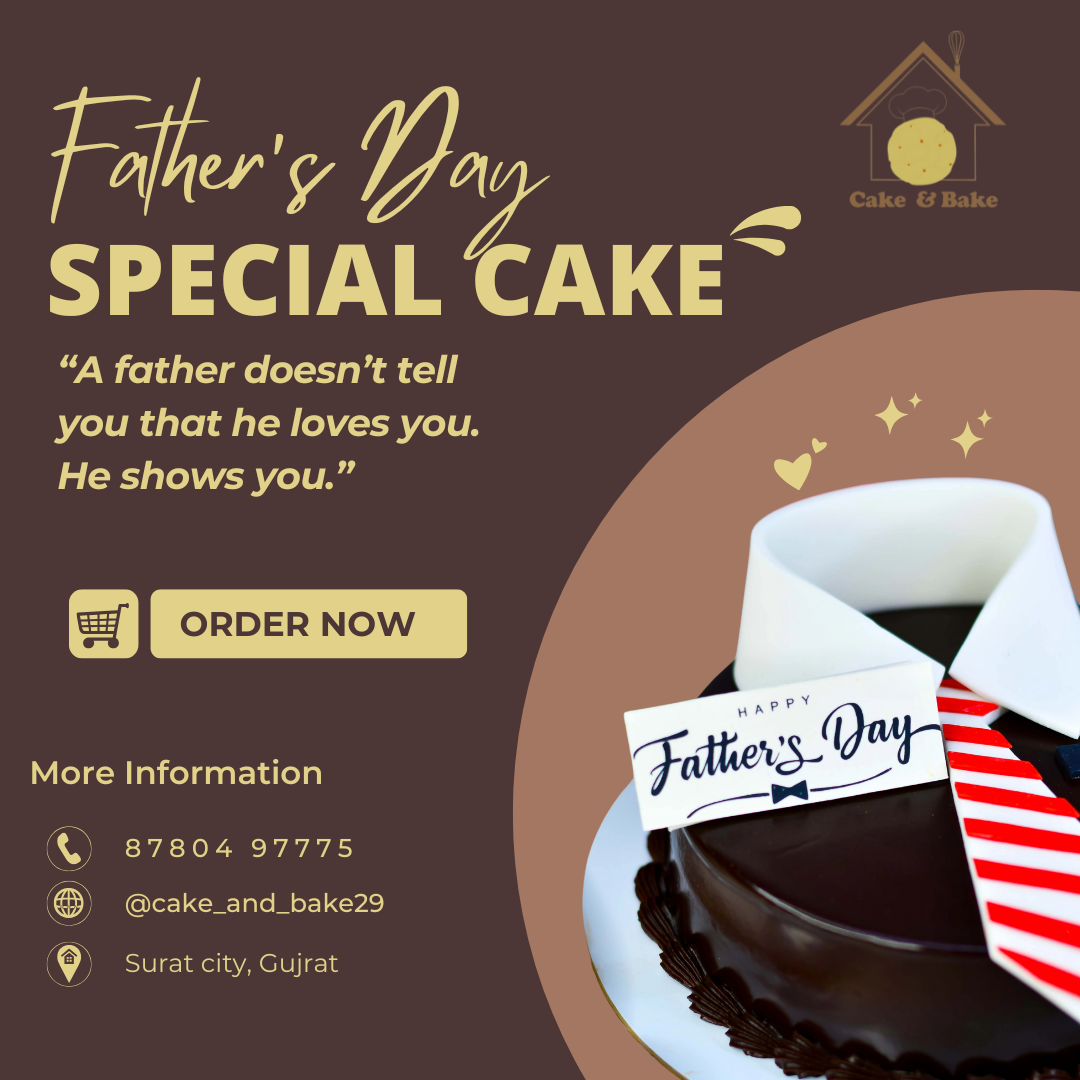 Father's Day
SPECIAL CAKE
“A father doesn’t tell
you that he loves you.
He shows you.”
ORDER NOW
More Information
87804 97775
@cake_and_bake29
Surat city, Gujrat
Cake & Bake
HAPPY
Father's Day